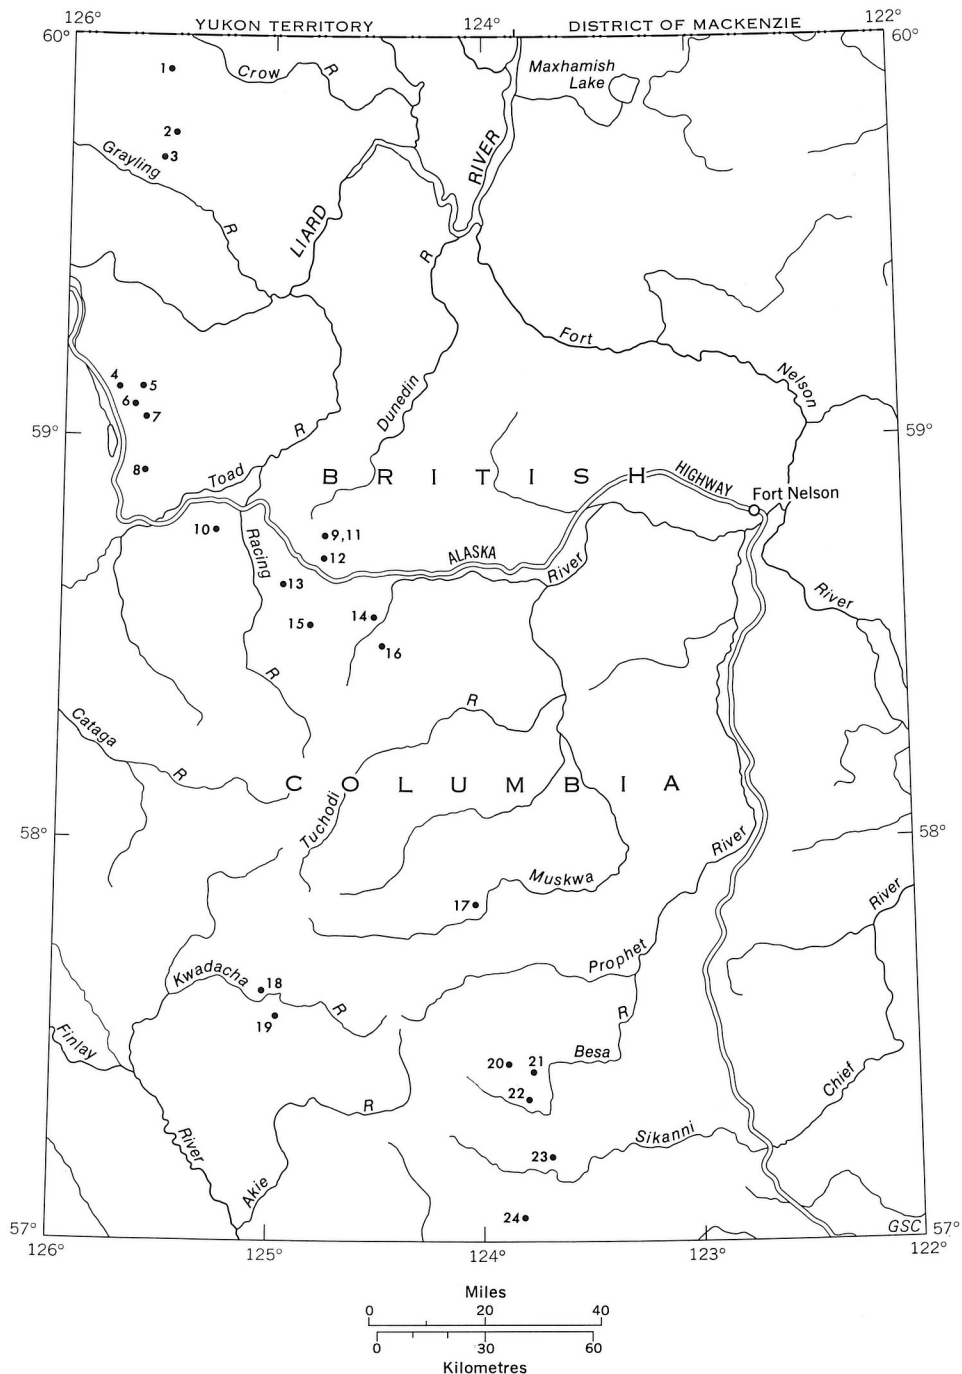 126°
YUKON TERRITORY
124°
DISTRICT OF MACKENZIE
122°
60°
60°
1
Crow R
Maxhamish
Lake
2
3
Grayling R
LIARD RIVER
R
Fort Nelson
4
5
6
7
Dunedin
59°
59°
R
8
Toad
BRITISH
HIGHWAY
Fort Nelson
10
9,11
Racing
12
ALASKA
River
13
River
14
15
16
R
R
Cataga
R
COLUMBIA
Tuchodi
58°
58°
River
Muskwa
17
River
Prophet
Kwadacha
18
R
R
19
Finlay
Besa
20
21
22
Chief
R
Sikanni
River
23
Akie
24
GSC
57°
57°
126°
125°
124°
123°
122°
Miles
0 20 40
0 30 60
Kilometres